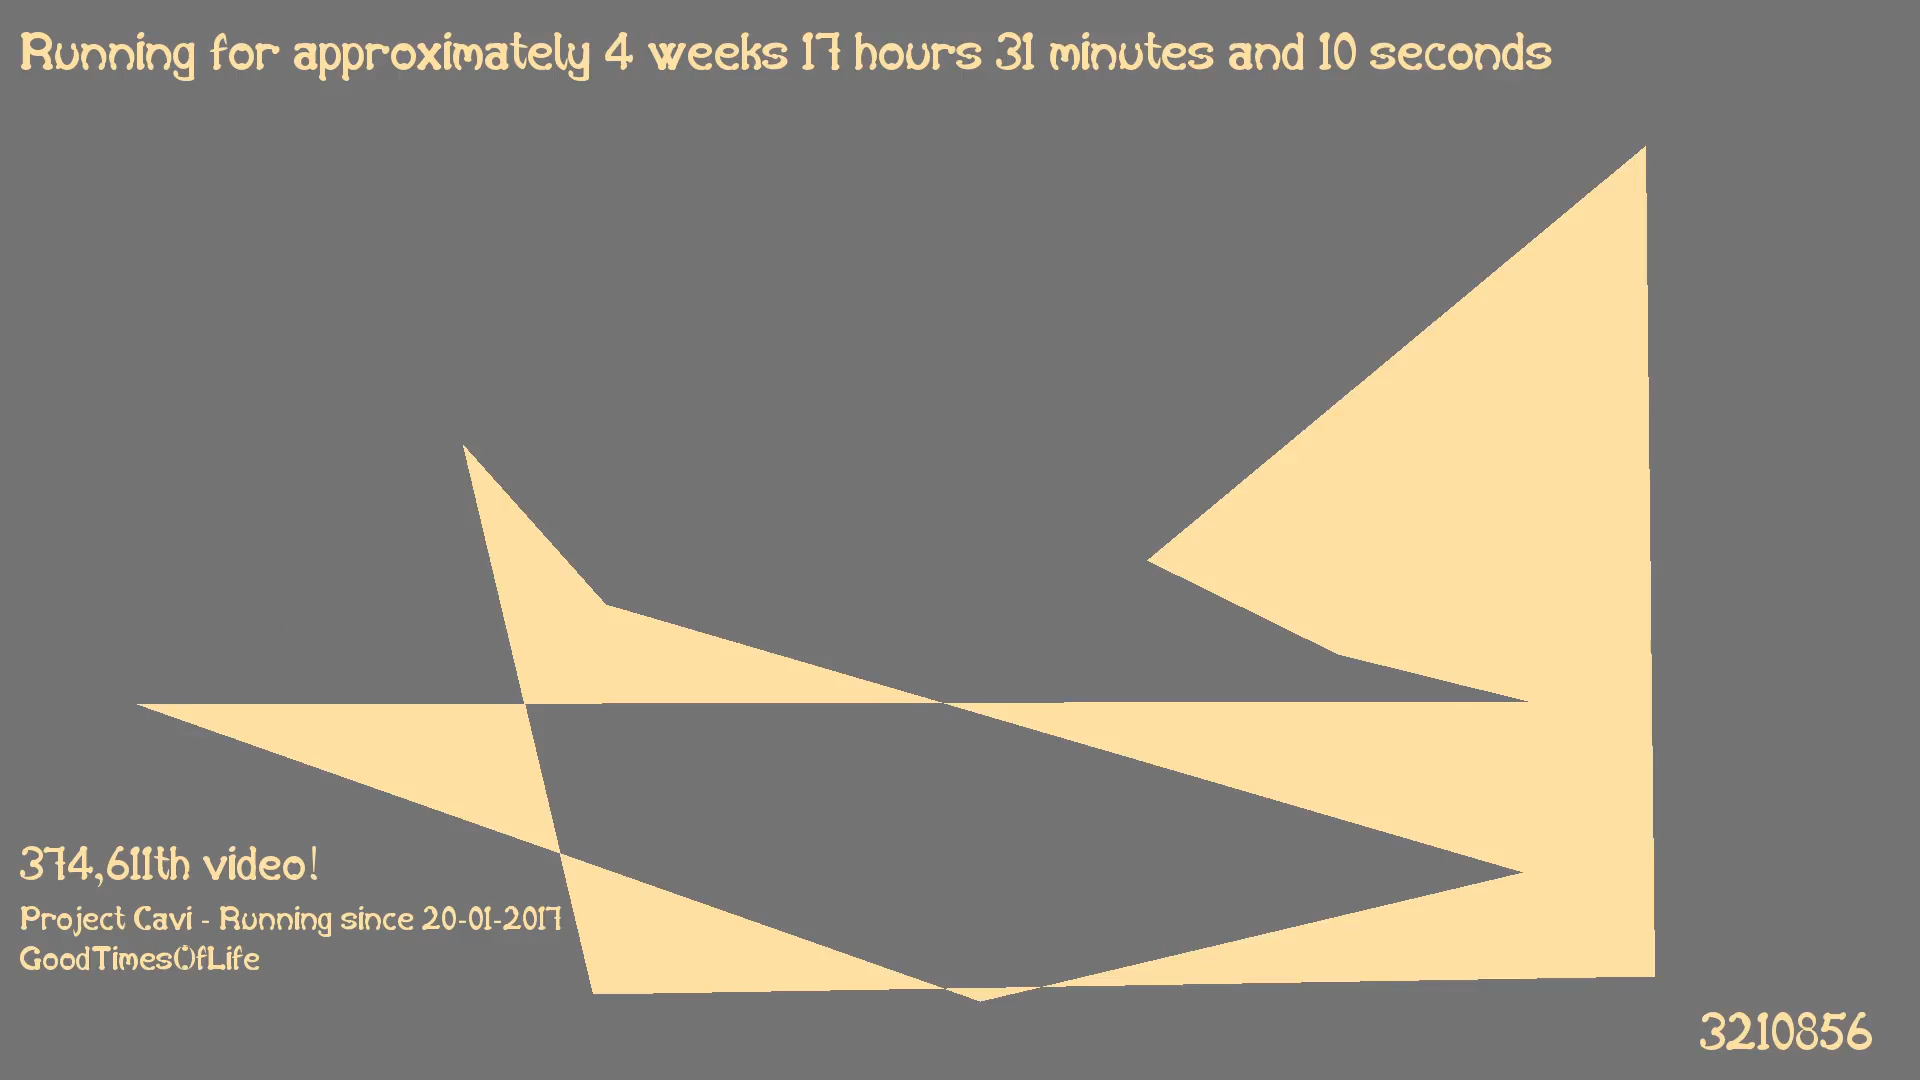 Running for approximately 4 weeks 17 hours 31 minutes and 10 seconds
374,611th video!
Project Cavi - Running since 20-01-2017
GoodTimesOfLife
3210856